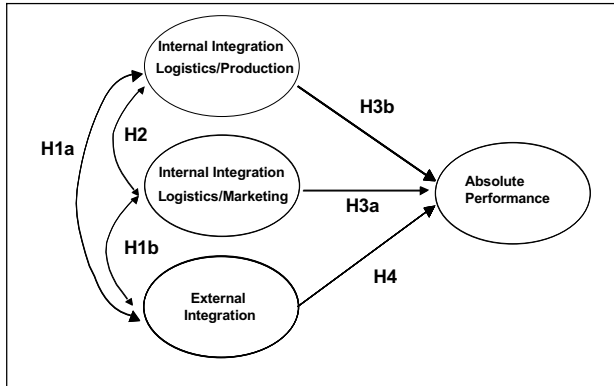 Internal Integration
Logistics/Production
H3b
H1a
H2
Internal Integration
Logistics/Marketing
H3a
Absolute
Performance
H1b
H4
External
Integration